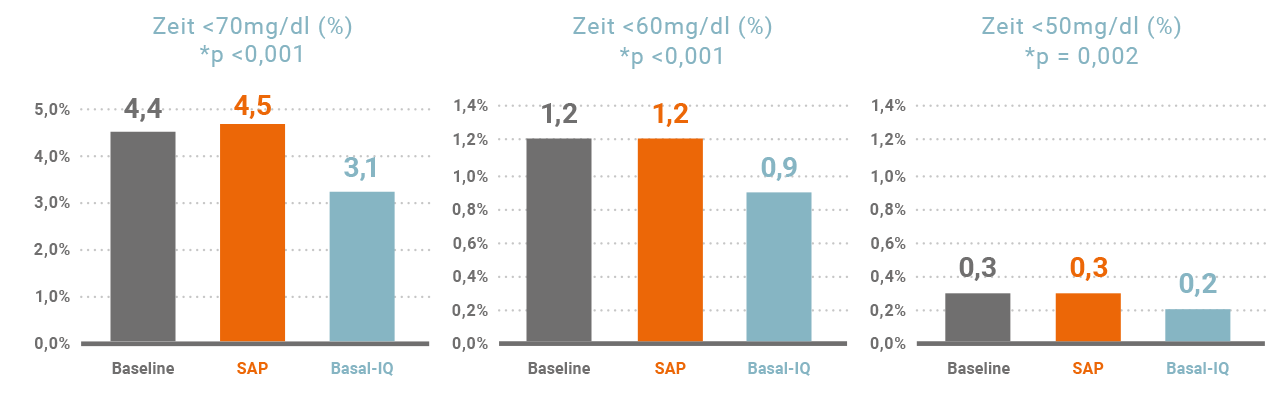 Zeit <70mg/dl (%)
*p <0,001
5,0%
4,0%
3,0%
2,0%
1,0%
0,0%
4,4
4,5
3,1
Baseline
SAP
Basal-IQ
Zeit <60mg/dl (%)
*p <0,001
1,4%
1,2%
1,0%
0,8%
0,6%
0,4%
0,2%
0,0%
1,2
1,2
0,9
Baseline
SAP
Basal-IQ
Zeit <50mg/dl (%)
*p = 0,002
1,4%
1,2%
1,0%
0,8%
0,6%
0,4%
0,2%
0,0%
0,3
0,3
0,2
Baseline
SAP
Basal-IQ